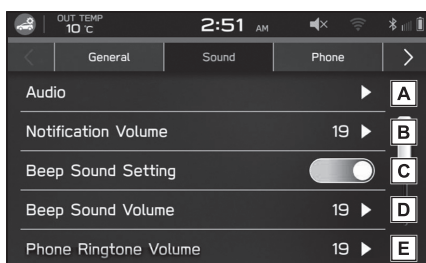 OUT TEMP
10 °C
2:51 AM
General
Sound
Phone
Audio
A
Notification Volume
19
B
Beep Sound Setting
C
Beep Sound Volume
19
D
Phone Ringtone Volume
19
E